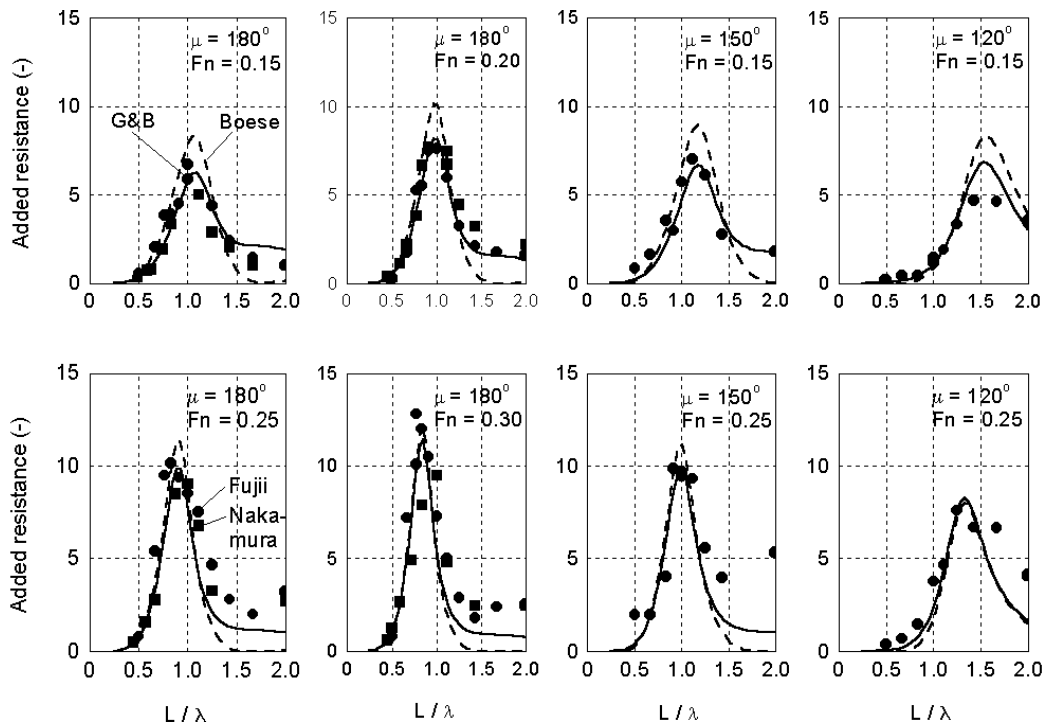 15
μ = 180° Fn = 0.15
G&B
Boese
Added resistance (-)
10
5
0
0 0.5 1.0 1.5 2.0
15
μ = 180° Fn = 0.20
10
5
0
0 0.5 1.0 1.5 2.0
15
μ = 150° Fn = 0.15
10
5
0
0 0.5 1.0 1.5 2.0
15
μ = 120° Fn = 0.15
10
5
0
0 0.5 1.0 1.5 2.0
15
μ = 180° Fn = 0.25
Fujii
Naka-
mura
Added resistance (-)
10
5
0
0 0.5 1.0 1.5 2.0
L / λ
15
μ = 180° Fn = 0.30
10
5
0
0 0.5 1.0 1.5 2.0
L / λ
15
μ = 150° Fn = 0.25
10
5
0
0 0.5 1.0 1.5 2.0
L / λ
15
μ = 120° Fn = 0.25
10
5
0
0 0.5 1.0 1.5 2.0
L / λ